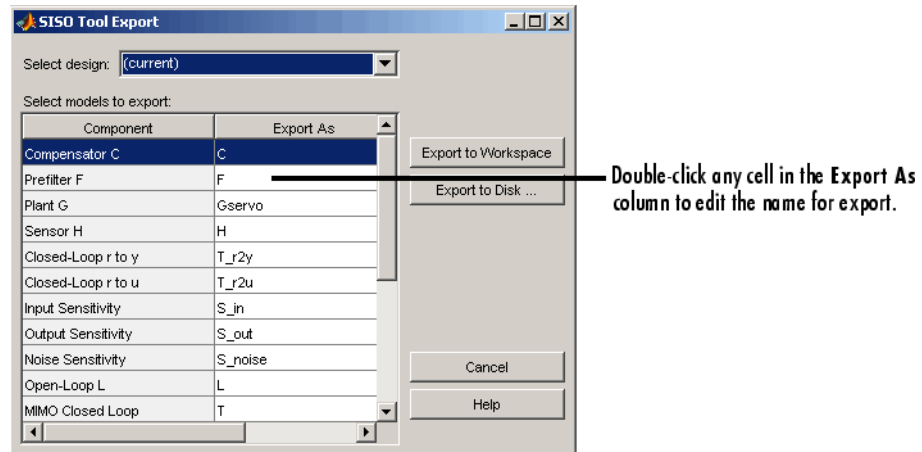 SISO Tool Export
Select design: (current)
Select models to export:
Component Export As
Compensator C C
Prefilter F F
Plant G Gservo
Sensor H H
Closed-Loop r to y T_r2y
Closed-Loop r to u T_r2u
Input Sensitivity S_in
Output Sensitivity S_out
Noise Sensitivity S_noise
Open-Loop L L
MIMO Closed Loop T
Export to Workspace
Export to Disk ...
Cancel
Help
Double-click any cell in the Export As
column to edit the name for export.